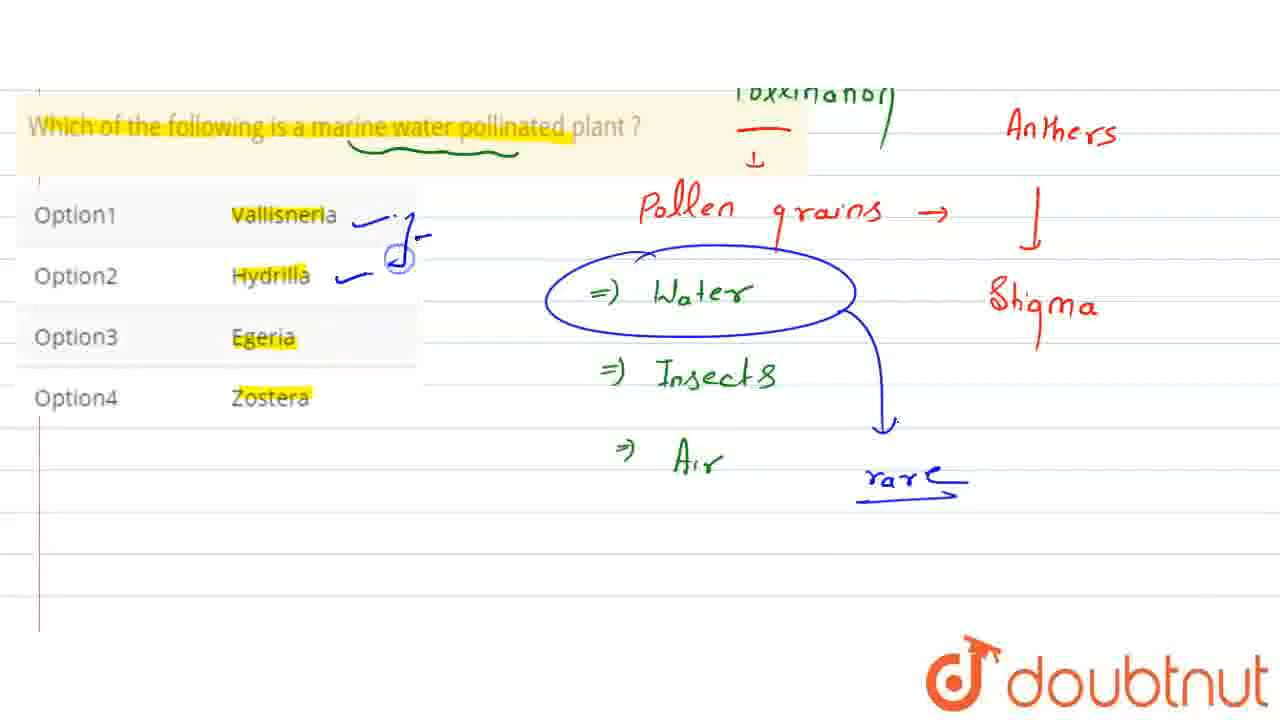 Which of the following is a marine water pollinated plant ?
Option1 Vallisneria
Option2 Hydrilla
Option3 Egeria
Option4 Zostera
Anthers
Pollen grains →
Stigma
⇒ Water
⇒ Insects
⇒ Air
rare
doubtnut